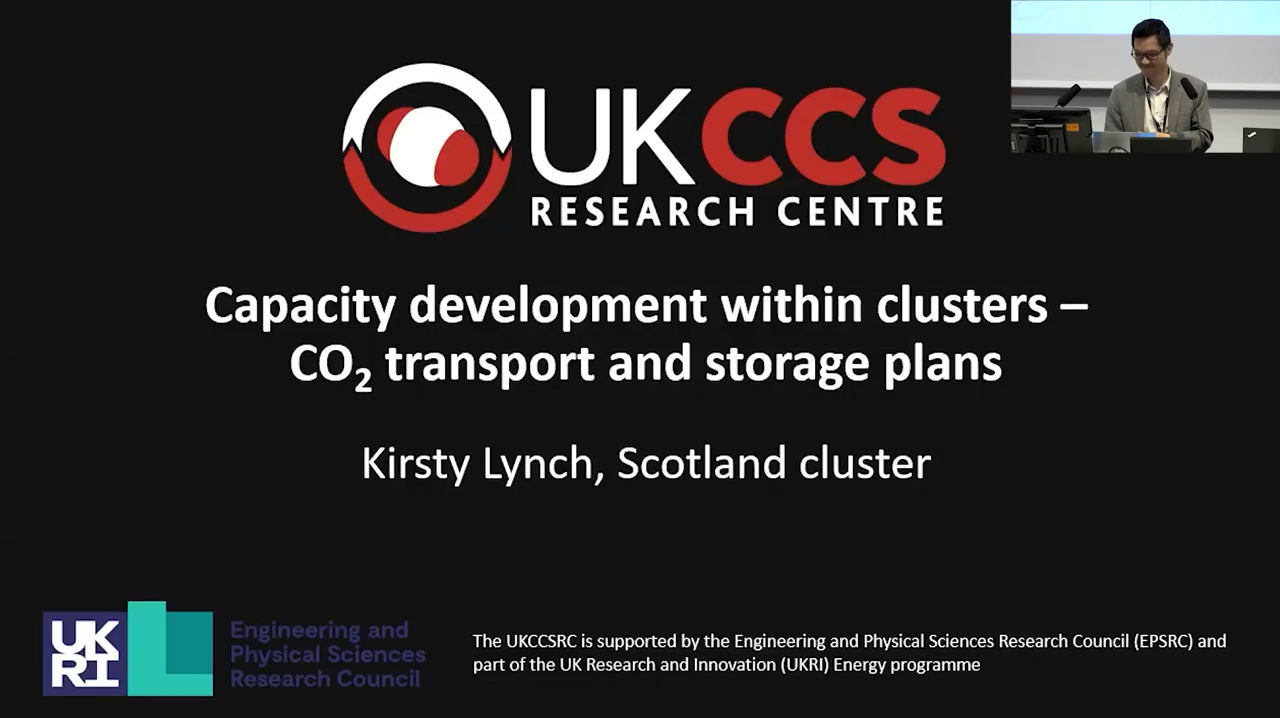 UKCCS
RESEARCH CENTRE
Capacity development within clusters –
CO₂ transport and storage plans
Kirsty Lynch, Scotland cluster
UK
RI
Engineering and
Physical Sciences
Research Council
The UKCCSRC is supported by the Engineering and Physical Sciences Research Council (EPSRC) and
part of the UK Research and Innovation (UKRI) Energy programme